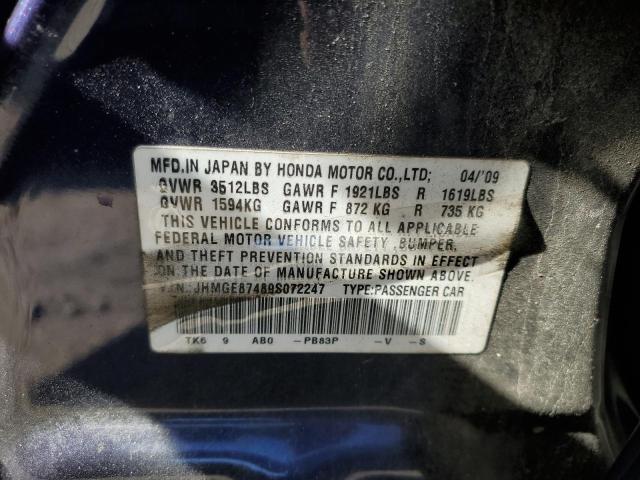 MFD.IN JAPAN BY HONDA MOTOR CO.,LTD; 04/'09
GVWR 3512LBS GAWR F 1921LBS R 1619LBS
GVWR 1594KG GAWR F 872 KG R 735 KG
THIS VEHICLE CONFORMS TO ALL APPLICABLE
FEDERAL MOTOR VEHICLE SAFETY, BUMPER,
AND THEFT PREVENTION STANDARDS IN EFFECT
ON THE DATE OF MANUFACTURE SHOWN ABOVE.
V.I.N.: JHMGE87489S072247 TYPE:PASSENGER CAR
TK6 9 AB0 -PB83P -V -S